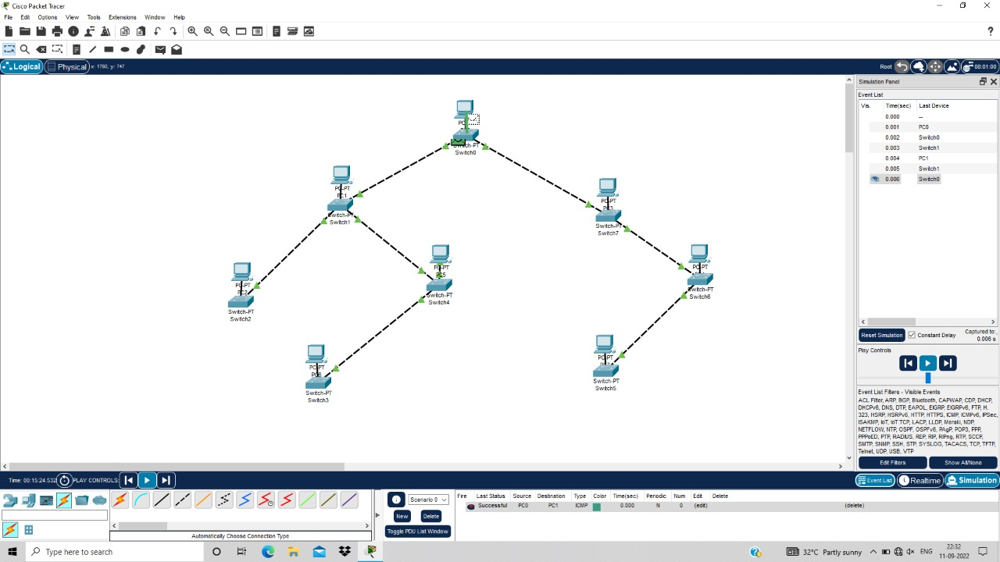 Cisco Packet Tracer
File Edit Options View Tools Extensions Window Help
Logical Physical x: 1780, y: 747 Root 08:01:00
PC-PT
Switch-PT
Switch0
PC-PT
PC1
Switch-PT
Switch1
PC-PT
Switch-PT
Switch7
PC-PT
PC5
Switch-PT
Switch4
Switch-PT
Switch6
PC-PT
PC2
Switch-PT
Switch2
PC-PT
Switch-PT
Switch3
PC-PT
Switch-PT
Switch5
Simulation Panel
Event List
Vis. Time(sec) Last Device
0.000 --
0.001 PC0
0.002 Switch0
0.003 Switch1
0.004 PC1
0.005 Switch1
0.006 Switch0
Reset Simulation Constant Delay Captured to:
0.006 s
Play Controls
Event List Filters - Visible Events
ACL Filter, ARP, BGP, Bluetooth, CAPWAP, CDP, DHCP,
DHCPv6, DNS, DTP, EAPOL, EIGRP, EIGRPv6, FTP, H.
323, HSRP, HSRPv6, HTTP, HTTPS, ICMP, ICMPv6, IPSec,
ISAKMP, IoT, IoT TCP, LACP, LLDP, Meraki, NDP,
NETFLOW, NTP, OSPF, OSPFv6, PAgP, POP3, PPP,
PPPoED, PTP, RADIUS, REP, RIP, RIPng, RTP, SCCP,
SMTP, SNMP, SSH, STP, SYSLOG, TACACS, TCP, TFTP,
Telnet, UDP, USB, VTP
Edit Filters Show All/None
Time: 00:15:24.532 PLAY CONTROLS: Event List Realtime Simulation
Automatically Choose Connection Type
Scenario 0
New Delete
Toggle PDU List Window
Fire Last Status Source Destination Type Color Time(sec) Periodic Num Edit Delete
Successful PC0 PC1 ICMP 0.000 N 0 (edit) (delete)
Type here to search
32°C Partly sunny ENG 22:32
11-09-2022